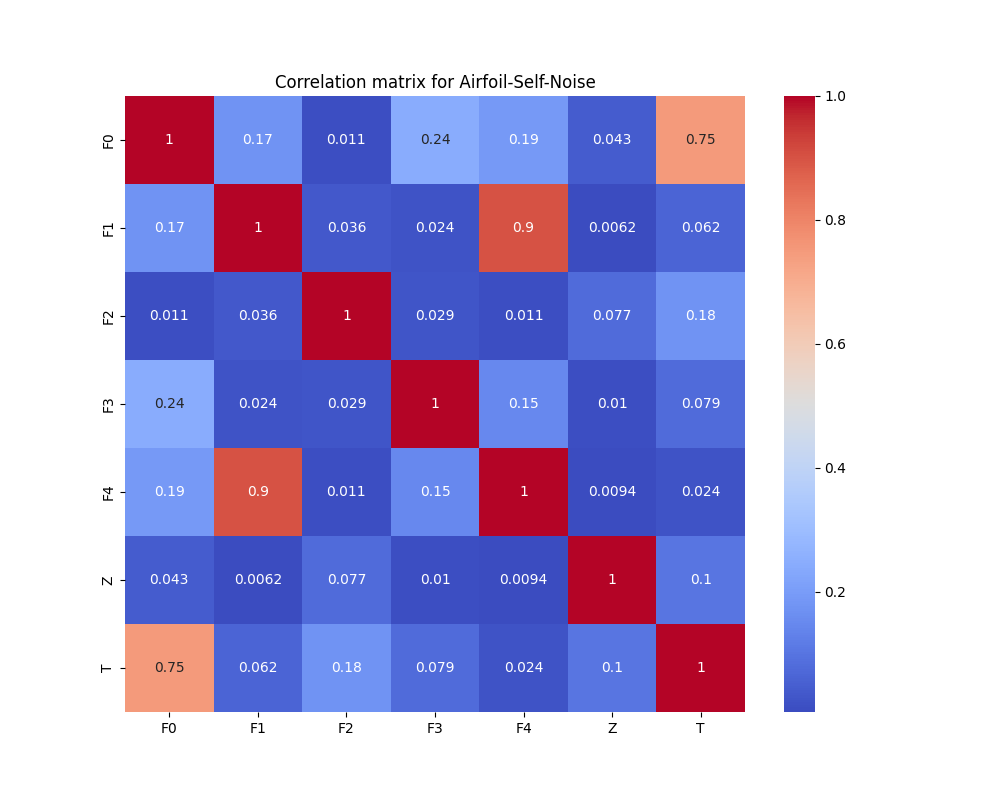 Correlation matrix for Airfoil-Self-Noise
F0 1 0.17 0.011 0.24 0.19 0.043 0.75
F1 0.17 1 0.036 0.024 0.9 0.0062 0.062
F2 0.011 0.036 1 0.029 0.011 0.077 0.18
F3 0.24 0.024 0.029 1 0.15 0.01 0.079
F4 0.19 0.9 0.011 0.15 1 0.0094 0.024
Z 0.043 0.0062 0.077 0.01 0.0094 1 0.1
T 0.75 0.062 0.18 0.079 0.024 0.1 1
F0 F1 F2 F3 F4 Z T
1.0
0.8
0.6
0.4
0.2